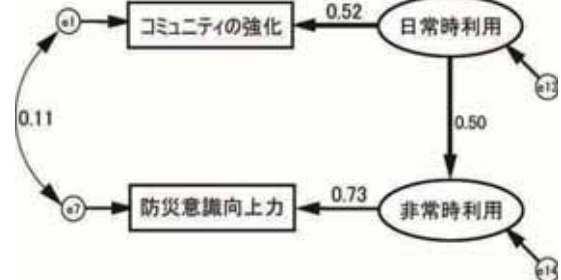 e1
コミュニティの強化
0.52
日常時利用
e13
0.11
0.50
e7
防災意識向上力
0.73
非常時利用
e14